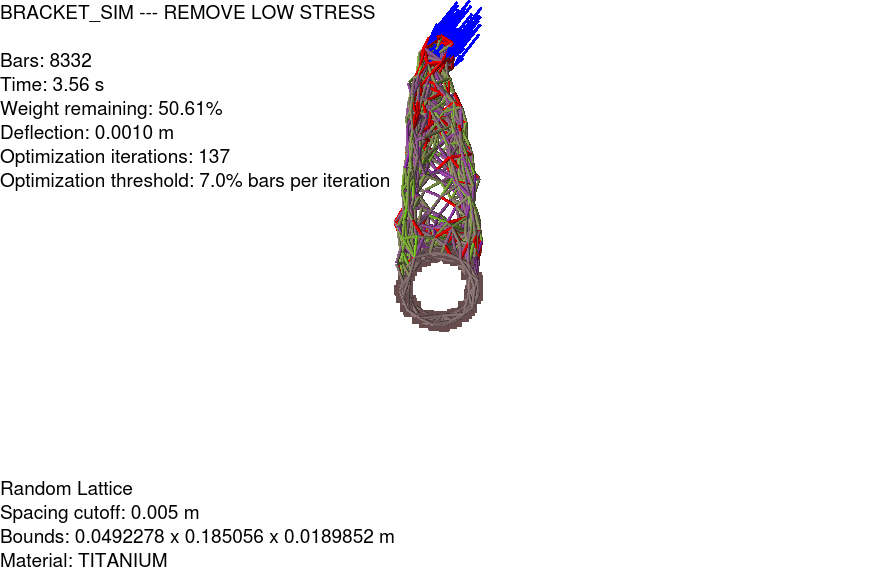 BRACKET_SIM --- REMOVE LOW STRESS
Bars: 8332
Time: 3.56 s
Weight remaining: 50.61%
Deflection: 0.0010 m
Optimization iterations: 137
Optimization threshold: 7.0% bars per iteration
Random Lattice
Spacing cutoff: 0.005 m
Bounds: 0.0492278 x 0.185056 x 0.0189852 m
Material: TITANIUM